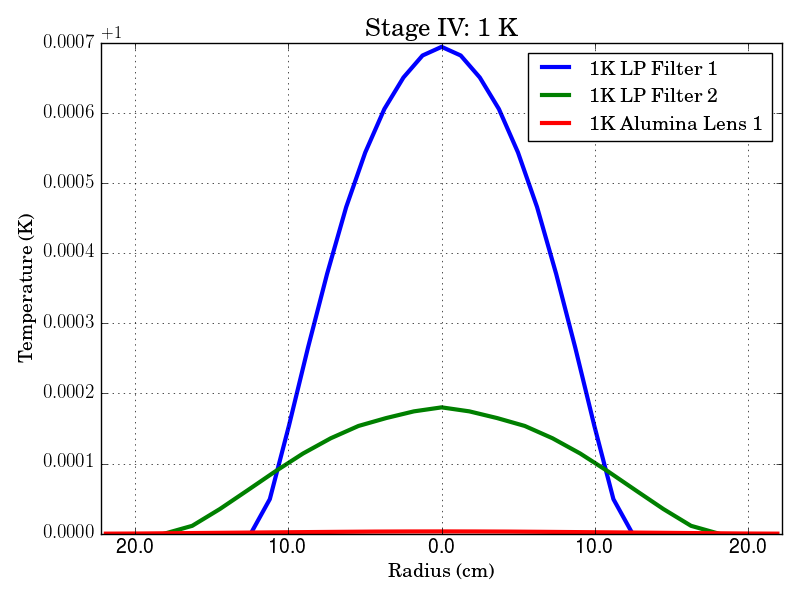 Stage IV: 1 K
+1
0.0007
0.0006
0.0005
0.0004
0.0003
0.0002
0.0001
0.0000
Temperature (K)
1K LP Filter 1
1K LP Filter 2
1K Alumina Lens 1
20.0 10.0 0.0 10.0 20.0
Radius (cm)